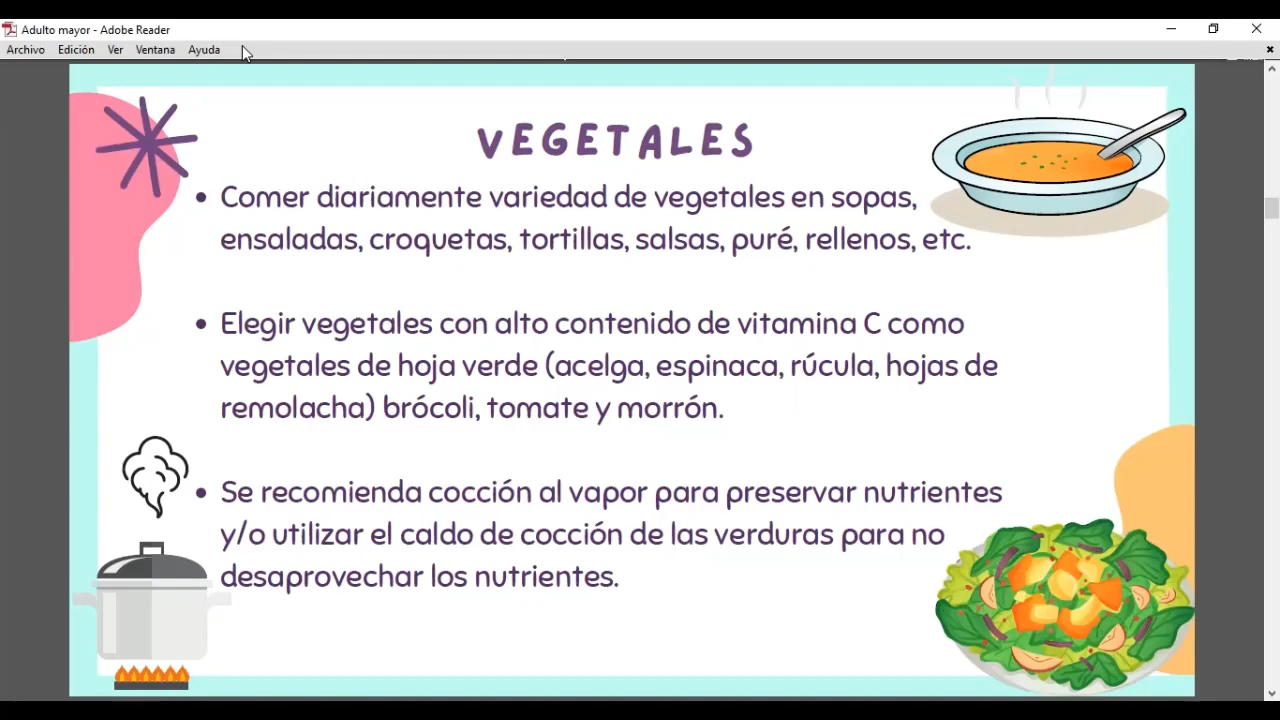 Adulto mayor - Adobe Reader
Archivo Edición Ver Ventana Ayuda
VEGETALES
• Comer diariamente variedad de vegetales en sopas,
ensaladas, croquetas, tortillas, salsas, puré, rellenos, etc.
• Elegir vegetales con alto contenido de vitamina C como
vegetales de hoja verde (acelga, espinaca, rúcula, hojas de
remolacha) brócoli, tomate y morrón.
• Se recomienda cocción al vapor para preservar nutrientes
y/o utilizar el caldo de cocción de las verduras para no
desaprovechar los nutrientes.